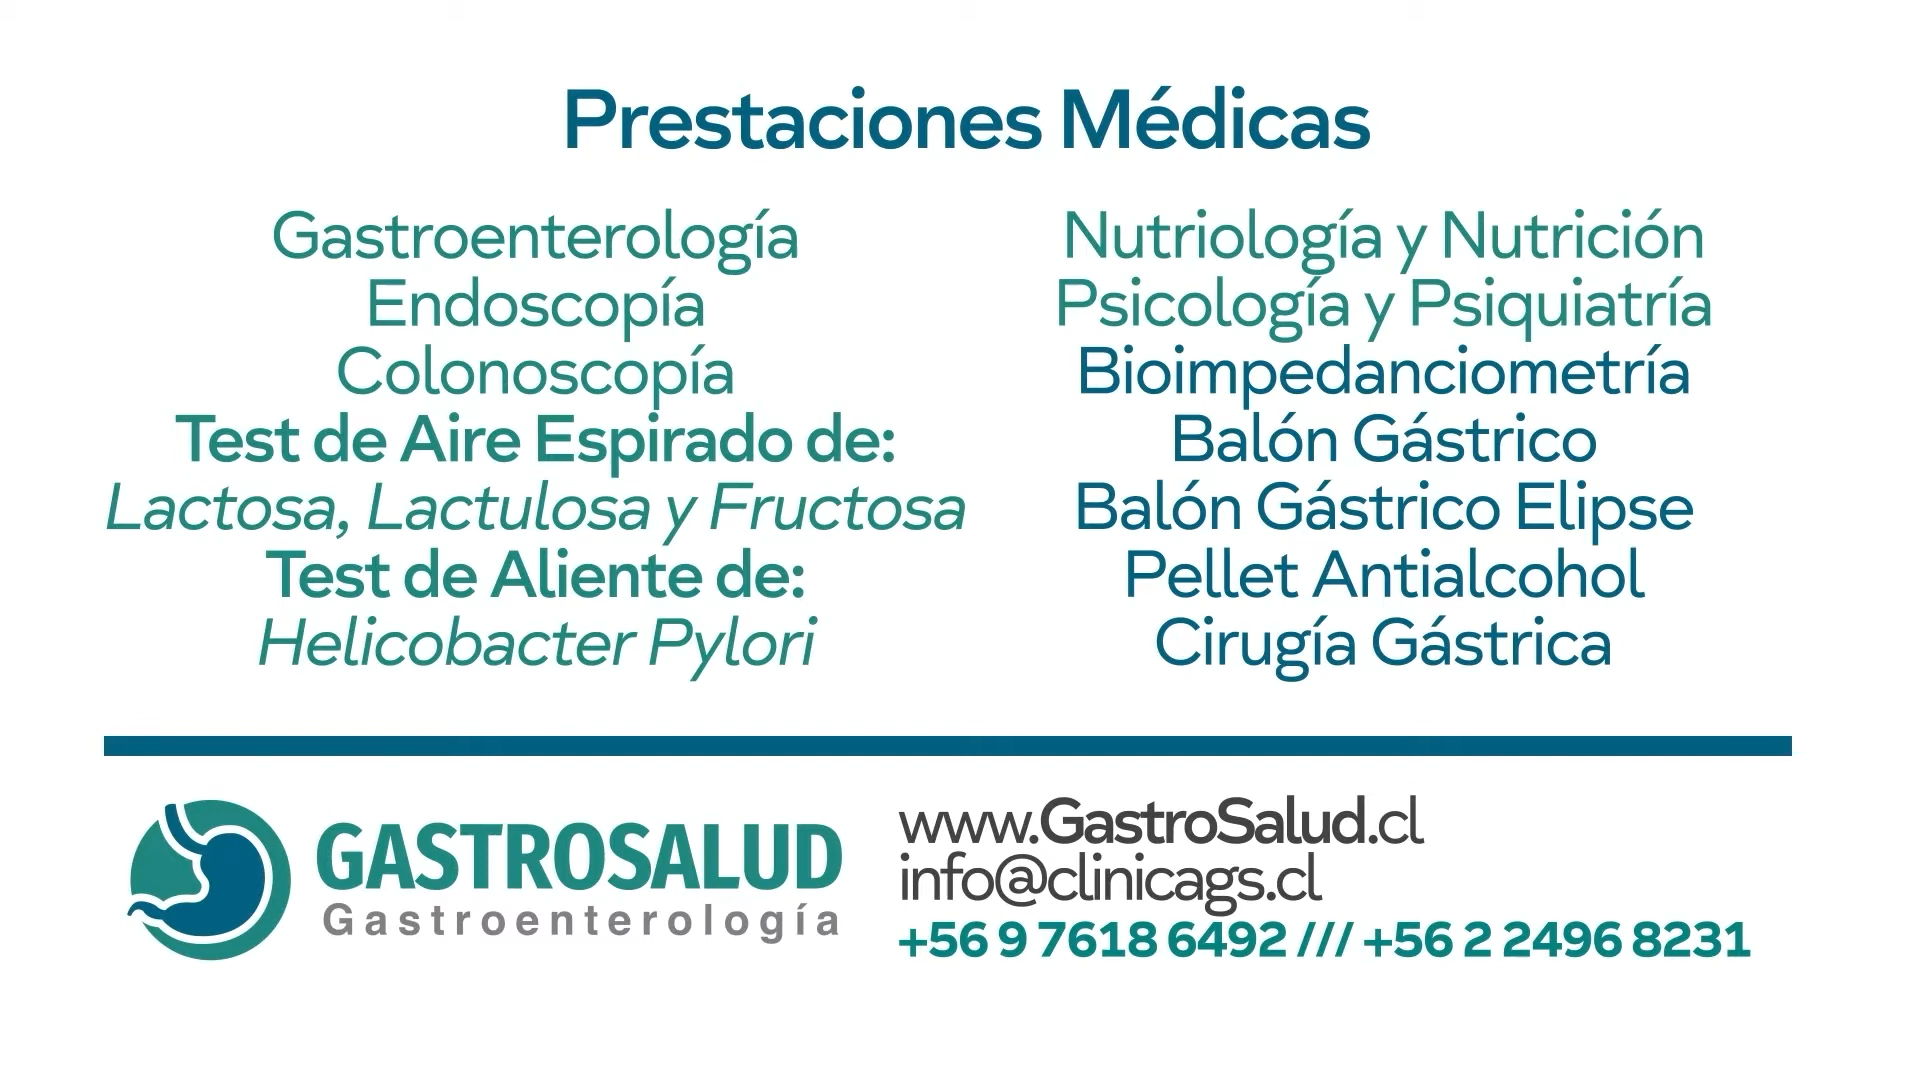 Prestaciones Médicas
Gastroenterología
Endoscopía
Colonoscopía
Test de Aire Espirado de:
Lactosa, Lactulosa y Fructosa
Test de Aliente de:
Helicobacter Pylori
Nutriología y Nutrición
Psicología y Psiquiatría
Bioimpedanciometría
Balón Gástrico
Balón Gástrico Elipse
Pellet Antialcohol
Cirugía Gástrica
GASTROSALUD
Gastroenterología
www.GastroSalud.cl
info@clinicags.cl
+56 9 7618 6492 /// +56 2 2496 8231